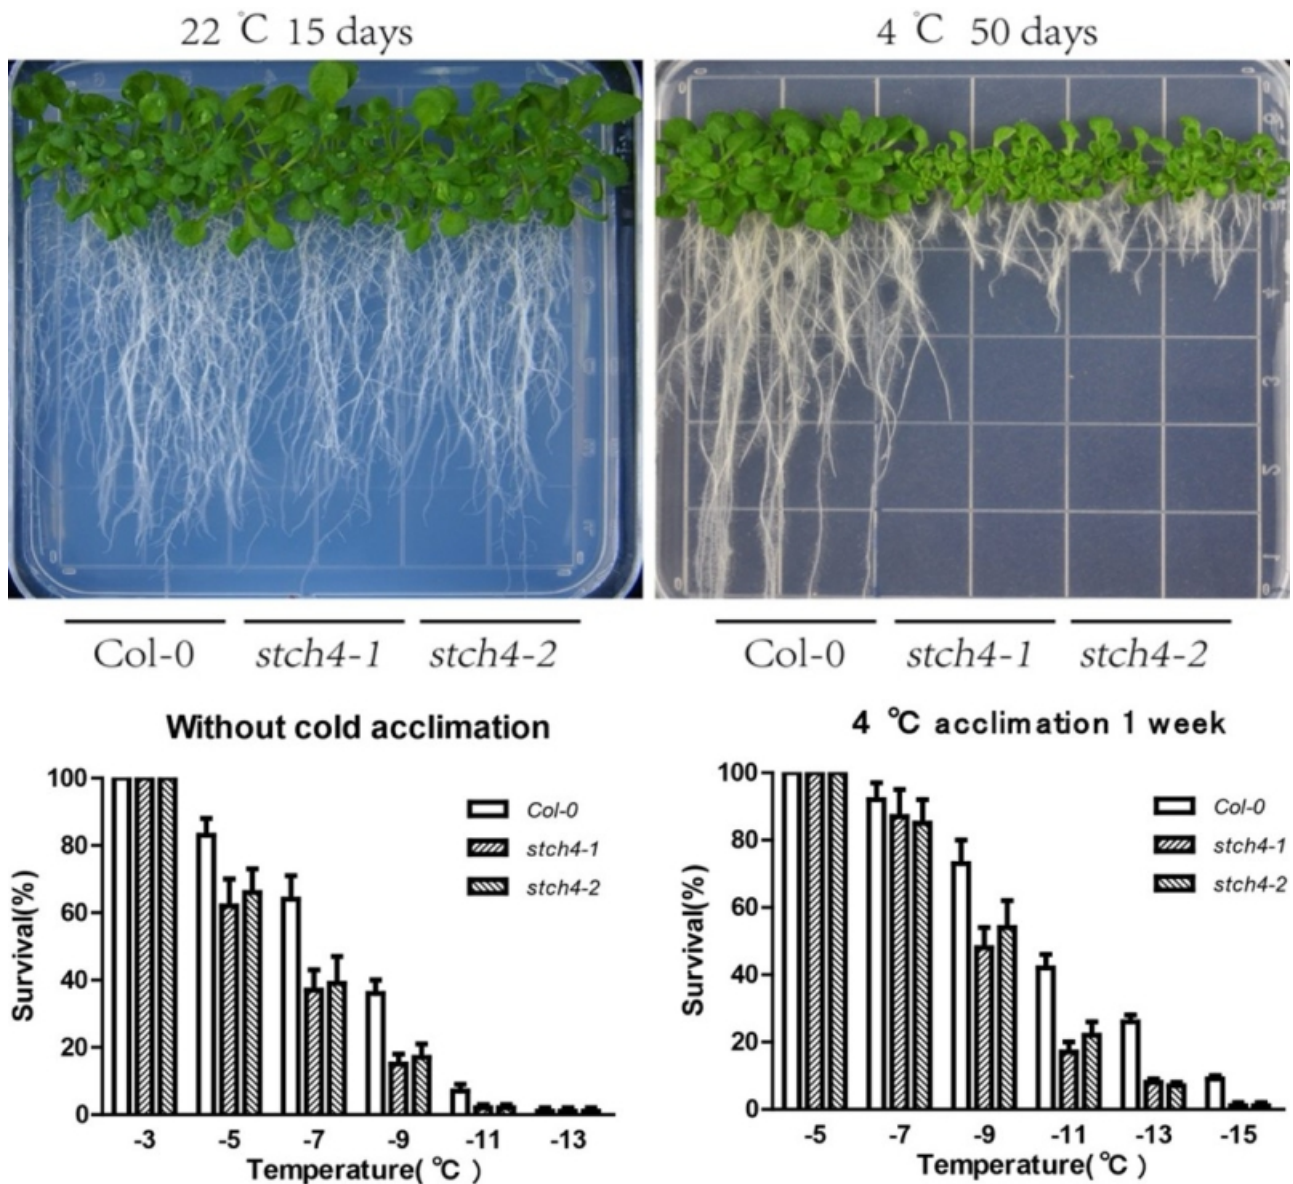 22 ℃ 15 days
4 ℃ 50 days
Col-0 stch4-1 stch4-2
Col-0 stch4-1 stch4-2
Without cold acclimation
100
80
60
40
20
0
Survival(%)
Col-0
stch4-1
stch4-2
-3 -5 -7 -9 -11 -13
Temperature(℃)
4 ℃ acclimation 1 week
100
80
60
40
20
0
Survival(%)
Col-0
stch4-1
stch4-2
-5 -7 -9 -11 -13 -15
Temperature(℃)